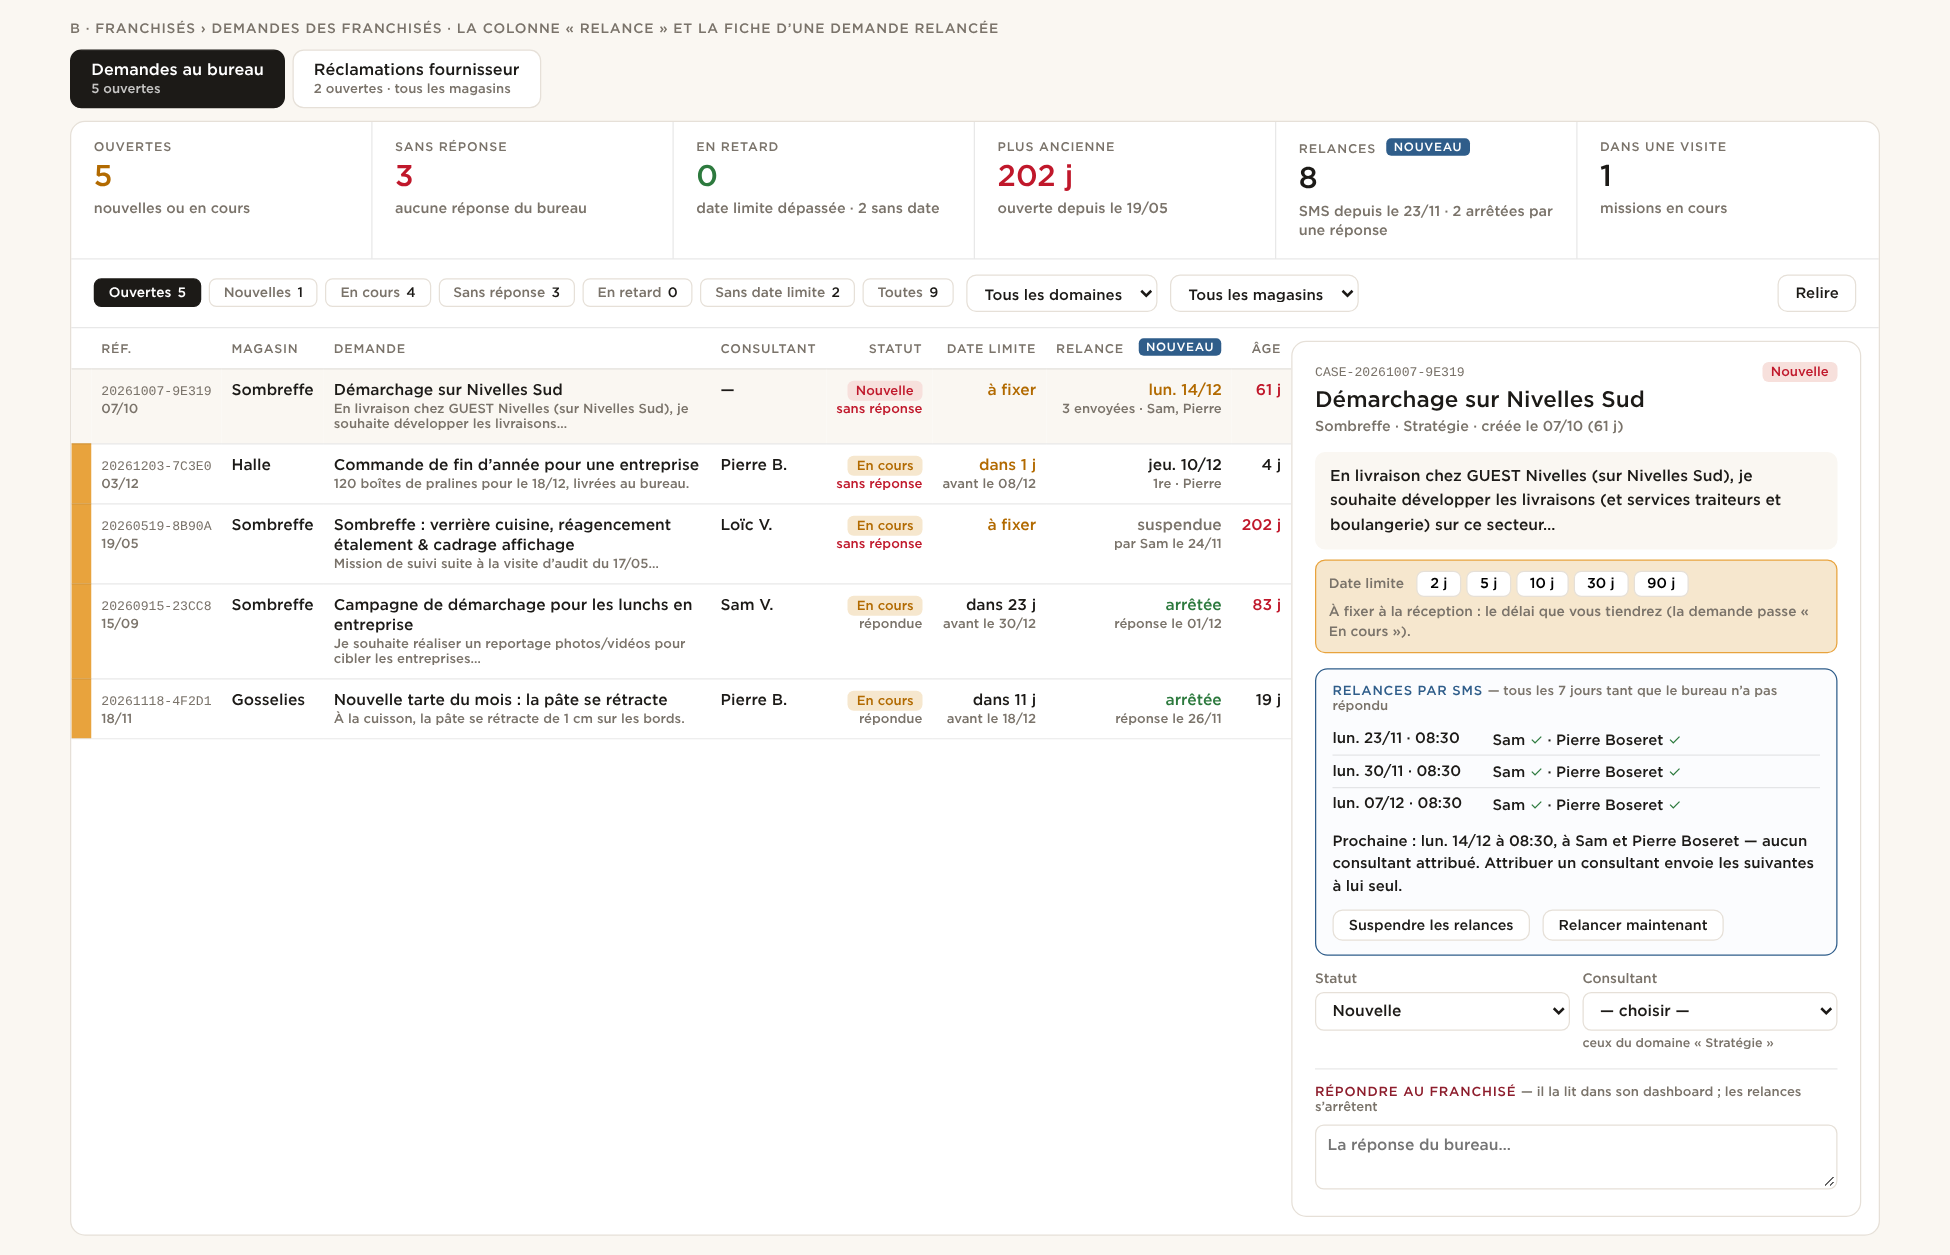 B · FRANCHISÉS › DEMANDES DES FRANCHISÉS · LA COLONNE « RELANCE » ET LA FICHE D'UNE DEMANDE RELANCÉE
Demandes au bureau
5 ouvertes
Réclamations fournisseur
2 ouvertes · tous les magasins
OUVERTES
5
nouvelles ou en cours
SANS RÉPONSE
3
aucune réponse du bureau
EN RETARD
0
date limite dépassée · 2 sans date
PLUS ANCIENNE
202 j
ouverte depuis le 19/05
RELANCES NOUVEAU
8
SMS depuis le 23/11 · 2 arrêtées par
une réponse
DANS UNE VISITE
1
missions en cours
Ouvertes 5 Nouvelles 1 En cours 4 Sans réponse 3 En retard 0 Sans date limite 2 Toutes 9 Tous les domaines Tous les magasins Relire
RÉF. MAGASIN DEMANDE CONSULTANT STATUT DATE LIMITE RELANCE NOUVEAU ÂGE
20261007-9E319 Sombreffe Démarchage sur Nivelles Sud — Nouvelle à fixer lun. 14/12 61 j
07/10 En livraison chez GUEST Nivelles (sur Nivelles Sud), je sans réponse 3 envoyées · Sam, Pierre
souhaite développer les livraisons...
20261203-7C3E0 Halle Commande de fin d'année pour une entreprise Pierre B. En cours dans 1 j jeu. 10/12 4 j
03/12 120 boîtes de pralines pour le 18/12, livrées au bureau. sans réponse avant le 08/12 1re · Pierre
20260519-8B90A Sombreffe Sombreffe : verrière cuisine, réagencement Loïc V. En cours à fixer suspendue 202 j
19/05 étalement & cadrage affichage sans réponse par Sam le 24/11
Mission de suivi suite à la visite d'audit du 17/05...
20260915-23CC8 Sombreffe Campagne de démarchage pour les lunchs en Sam V. En cours dans 23 j arrêtée 83 j
15/09 entreprise répondue avant le 30/12 réponse le 01/12
Je souhaite réaliser un reportage photos/vidéos pour
cibler les entreprises...
20261118-4F2D1 Gosselies Nouvelle tarte du mois : la pâte se rétracte Pierre B. En cours dans 11 j arrêtée 19 j
18/11 À la cuisson, la pâte se rétracte de 1 cm sur les bords. répondue avant le 18/12 réponse le 26/11
CASE-20261007-9E319 Nouvelle
Démarchage sur Nivelles Sud
Sombreffe · Stratégie · créée le 07/10 (61 j)
En livraison chez GUEST Nivelles (sur Nivelles Sud), je
souhaite développer les livraisons (et services traiteurs et
boulangerie) sur ce secteur...
Date limite 2 j 5 j 10 j 30 j 90 j
À fixer à la réception : le délai que vous tiendrez (la demande passe «
En cours »).
RELANCES PAR SMS — tous les 7 jours tant que le bureau n'a pas
répondu
lun. 23/11 · 08:30 Sam ✓ · Pierre Boseret ✓
lun. 30/11 · 08:30 Sam ✓ · Pierre Boseret ✓
lun. 07/12 · 08:30 Sam ✓ · Pierre Boseret ✓
Prochaine : lun. 14/12 à 08:30, à Sam et Pierre Boseret — aucun
consultant attribué. Attribuer un consultant envoie les suivantes
à lui seul.
Suspendre les relances Relancer maintenant
Statut Consultant
Nouvelle — choisir —
ceux du domaine « Stratégie »
RÉPONDRE AU FRANCHISÉ — il la lit dans son dashboard ; les relances
s'arrêtent
La réponse du bureau...